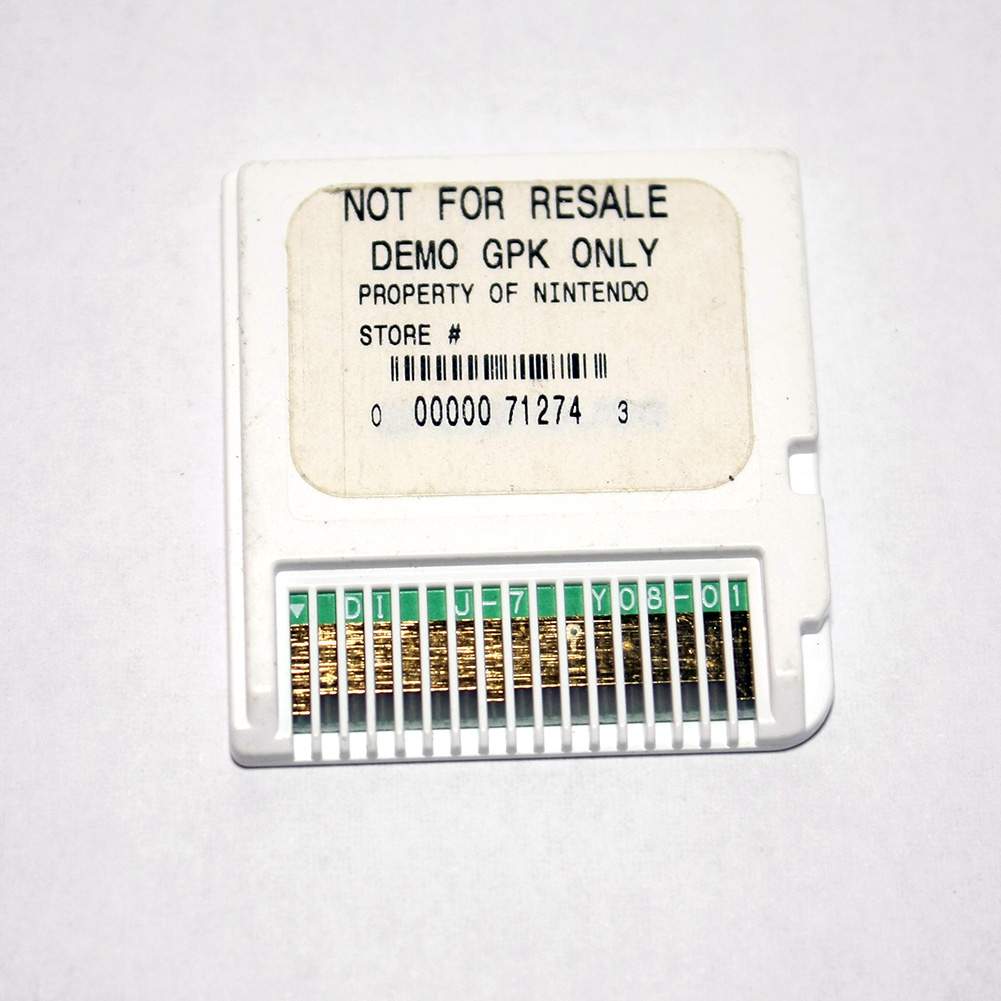 NOT FOR RESALE
DEMO GPK ONLY
PROPERTY OF NINTENDO
STORE #
0 00000 71274 3
▼ DI J-7 Y08-01